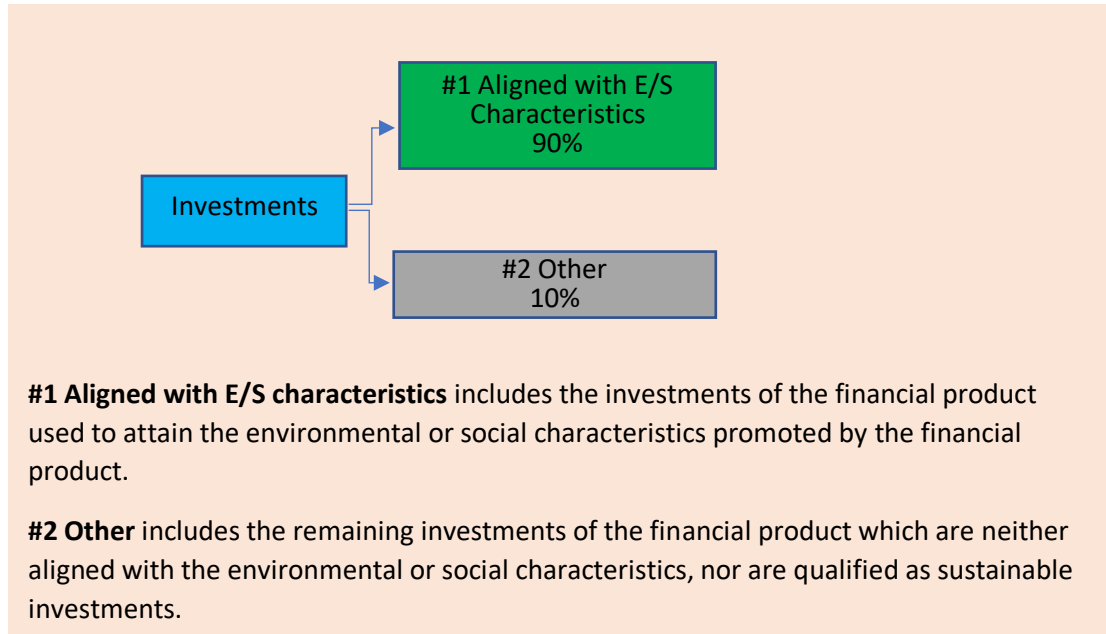 #1 Aligned with E/S
Characteristics
90%
Investments
#2 Other
10%
#1 Aligned with E/S characteristics includes the investments of the financial product
used to attain the environmental or social characteristics promoted by the financial
product.
#2 Other includes the remaining investments of the financial product which are neither
aligned with the environmental or social characteristics, nor are qualified as sustainable
investments.